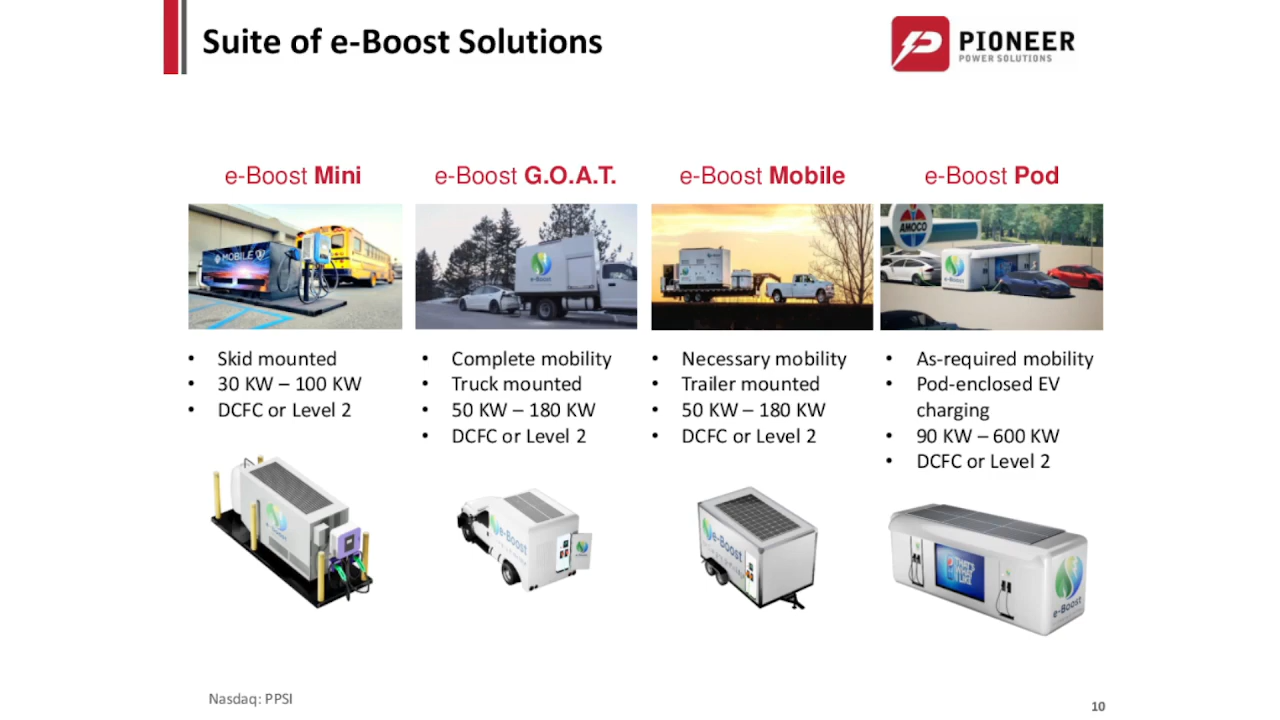 Suite of e-Boost Solutions
PIONEER
POWER SOLUTIONS
e-Boost Mini
e-Boost G.O.A.T.
e-Boost Mobile
e-Boost Pod
MOBILE
e-Boost
AMOCO
e-Boost
• Skid mounted
• 30 KW – 100 KW
• DCFC or Level 2
• Complete mobility
• Truck mounted
• 50 KW – 180 KW
• DCFC or Level 2
• Necessary mobility
• Trailer mounted
• 50 KW – 180 KW
• DCFC or Level 2
• As-required mobility
• Pod-enclosed EV
charging
• 90 KW – 600 KW
• DCFC or Level 2
e-Boost
e-Boost
THAT'S
WHAT
I LIKE
e-Boost
Nasdaq: PPSI
10